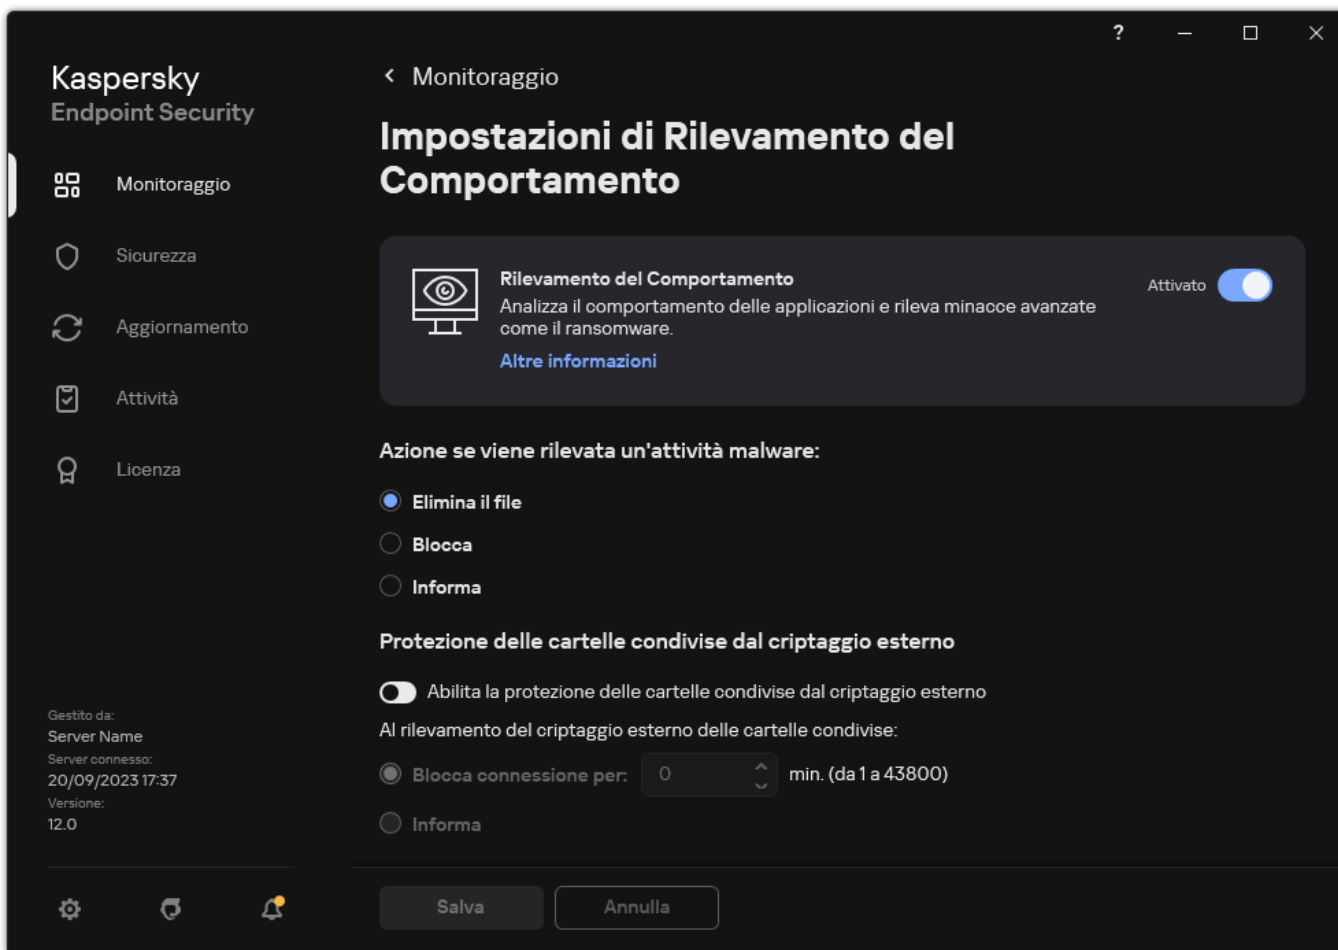 ?
Kaspersky
Endpoint Security
Monitoraggio
Sicurezza
Aggiornamento
Attività
Licenza
Gestito da:
Server Name
Server connesso:
20/09/2023 17:37
Versione:
12.0
Monitoraggio
Impostazioni di Rilevamento del
Comportamento
Rilevamento del Comportamento
Analizza il comportamento delle applicazioni e rileva minacce avanzate
come il ransomware.
Altre informazioni
Attivato
Azione se viene rilevata un'attività malware:
Elimina il file
Blocca
Informa
Protezione delle cartelle condivise dal criptaggio esterno
Abilita la protezione delle cartelle condivise dal criptaggio esterno
Al rilevamento del criptaggio esterno delle cartelle condivise:
Blocca connessione per: 0 min. (da 1 a 43800)
Informa
Salva Annulla